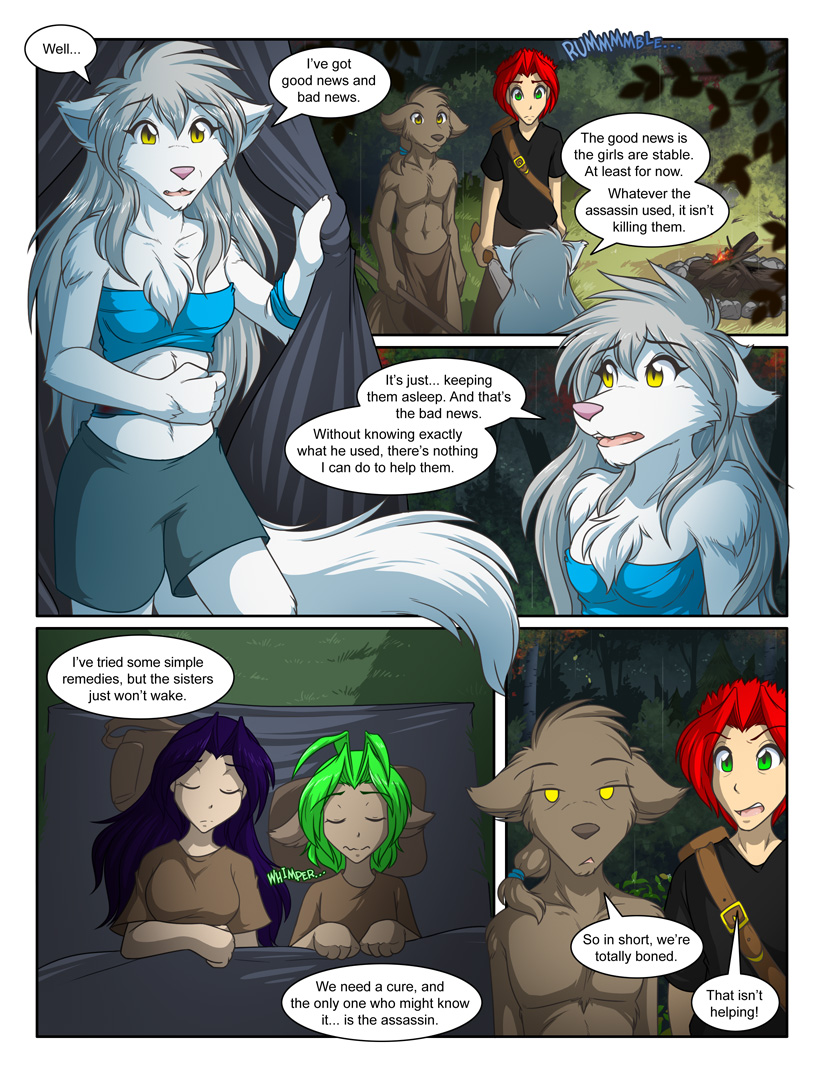 Well...
I've got
good news and
bad news.
RUMMMMBLE...
The good news is
the girls are stable.
At least for now.
Whatever the
assassin used, it isn't
killing them.
It's just... keeping
them asleep. And that's
the bad news.
Without knowing exactly
what he used, there's nothing
I can do to help them.
I've tried some simple
remedies, but the sisters
just won't wake.
WHIMPER...
We need a cure, and
the only one who might know
it... is the assassin.
So in short, we're
totally boned.
That isn't
helping!